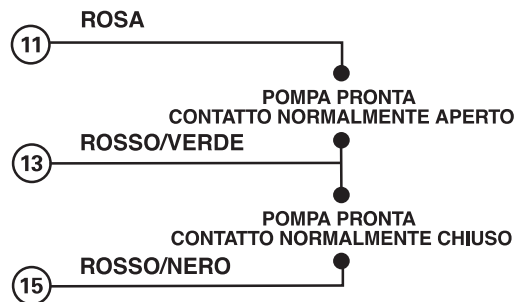 ROSA
11
POMPA PRONTA
CONTATTO NORMALMENTE APERTO
ROSSO/VERDE
13
POMPA PRONTA
CONTATTO NORMALMENTE CHIUSO
ROSSO/NERO
15